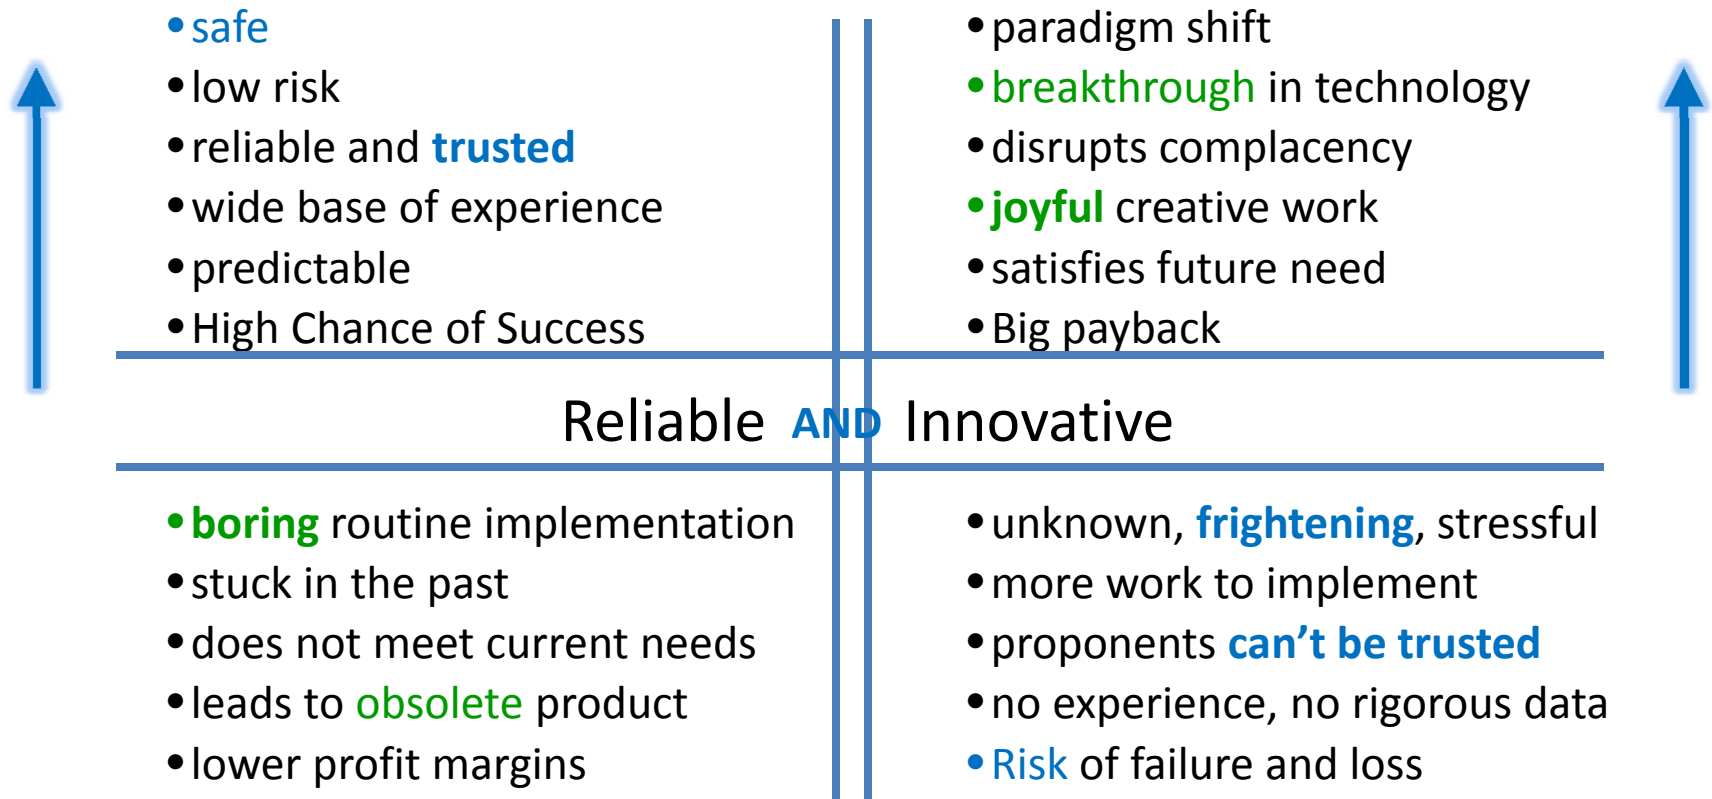 •safe
•low risk
•reliable and trusted
•wide base of experience
•predictable
•High Chance of Success
•paradigm shift
•breakthrough in technology
•disrupts complacency
•joyful creative work
•satisfies future need
•Big payback
Reliable AND Innovative
•boring routine implementation
•stuck in the past
•does not meet current needs
•leads to obsolete product
•lower profit margins
•unknown, frightening, stressful
•more work to implement
•proponents can’t be trusted
•no experience, no rigorous data
•Risk of failure and loss